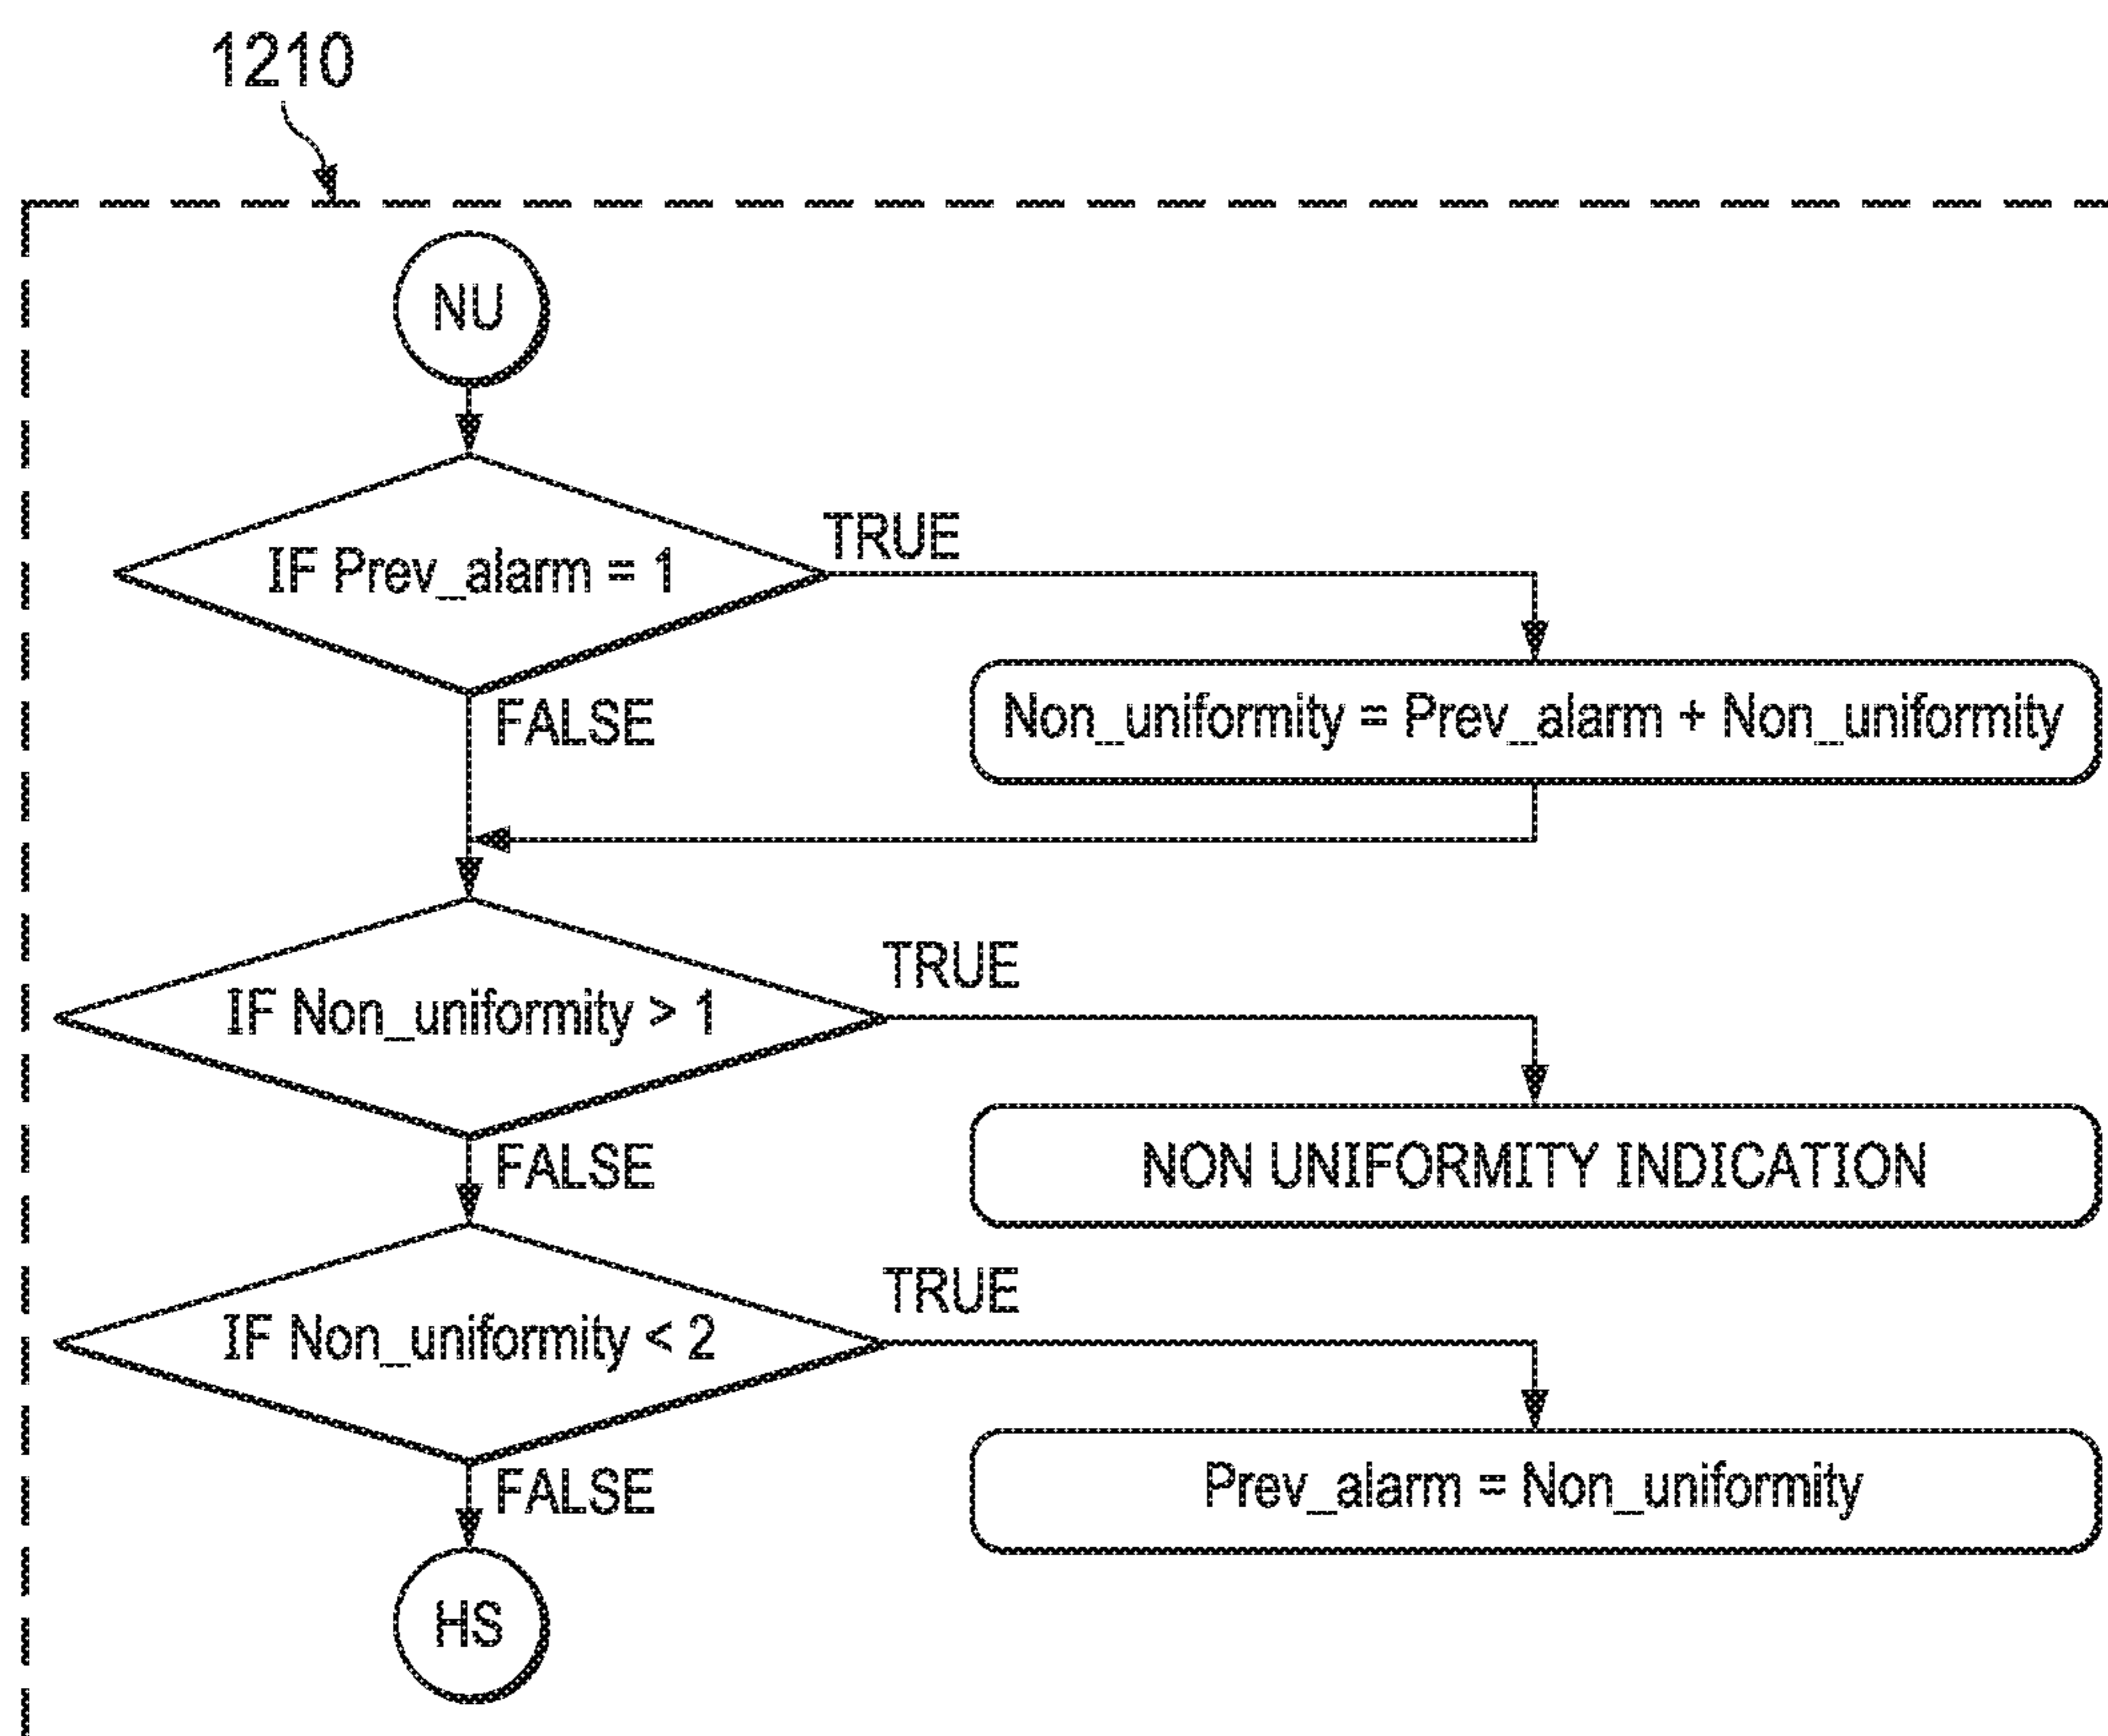 1210
NU
IF Prev_alarm = 1
TRUE
FALSE
Non_uniformity = Prev_alarm + Non_uniformity
IF Non_uniformity > 1
TRUE
FALSE
NON UNIFORMITY INDICATION
IF Non_uniformity < 2
TRUE
FALSE
Prev_alarm = Non_uniformity
HS